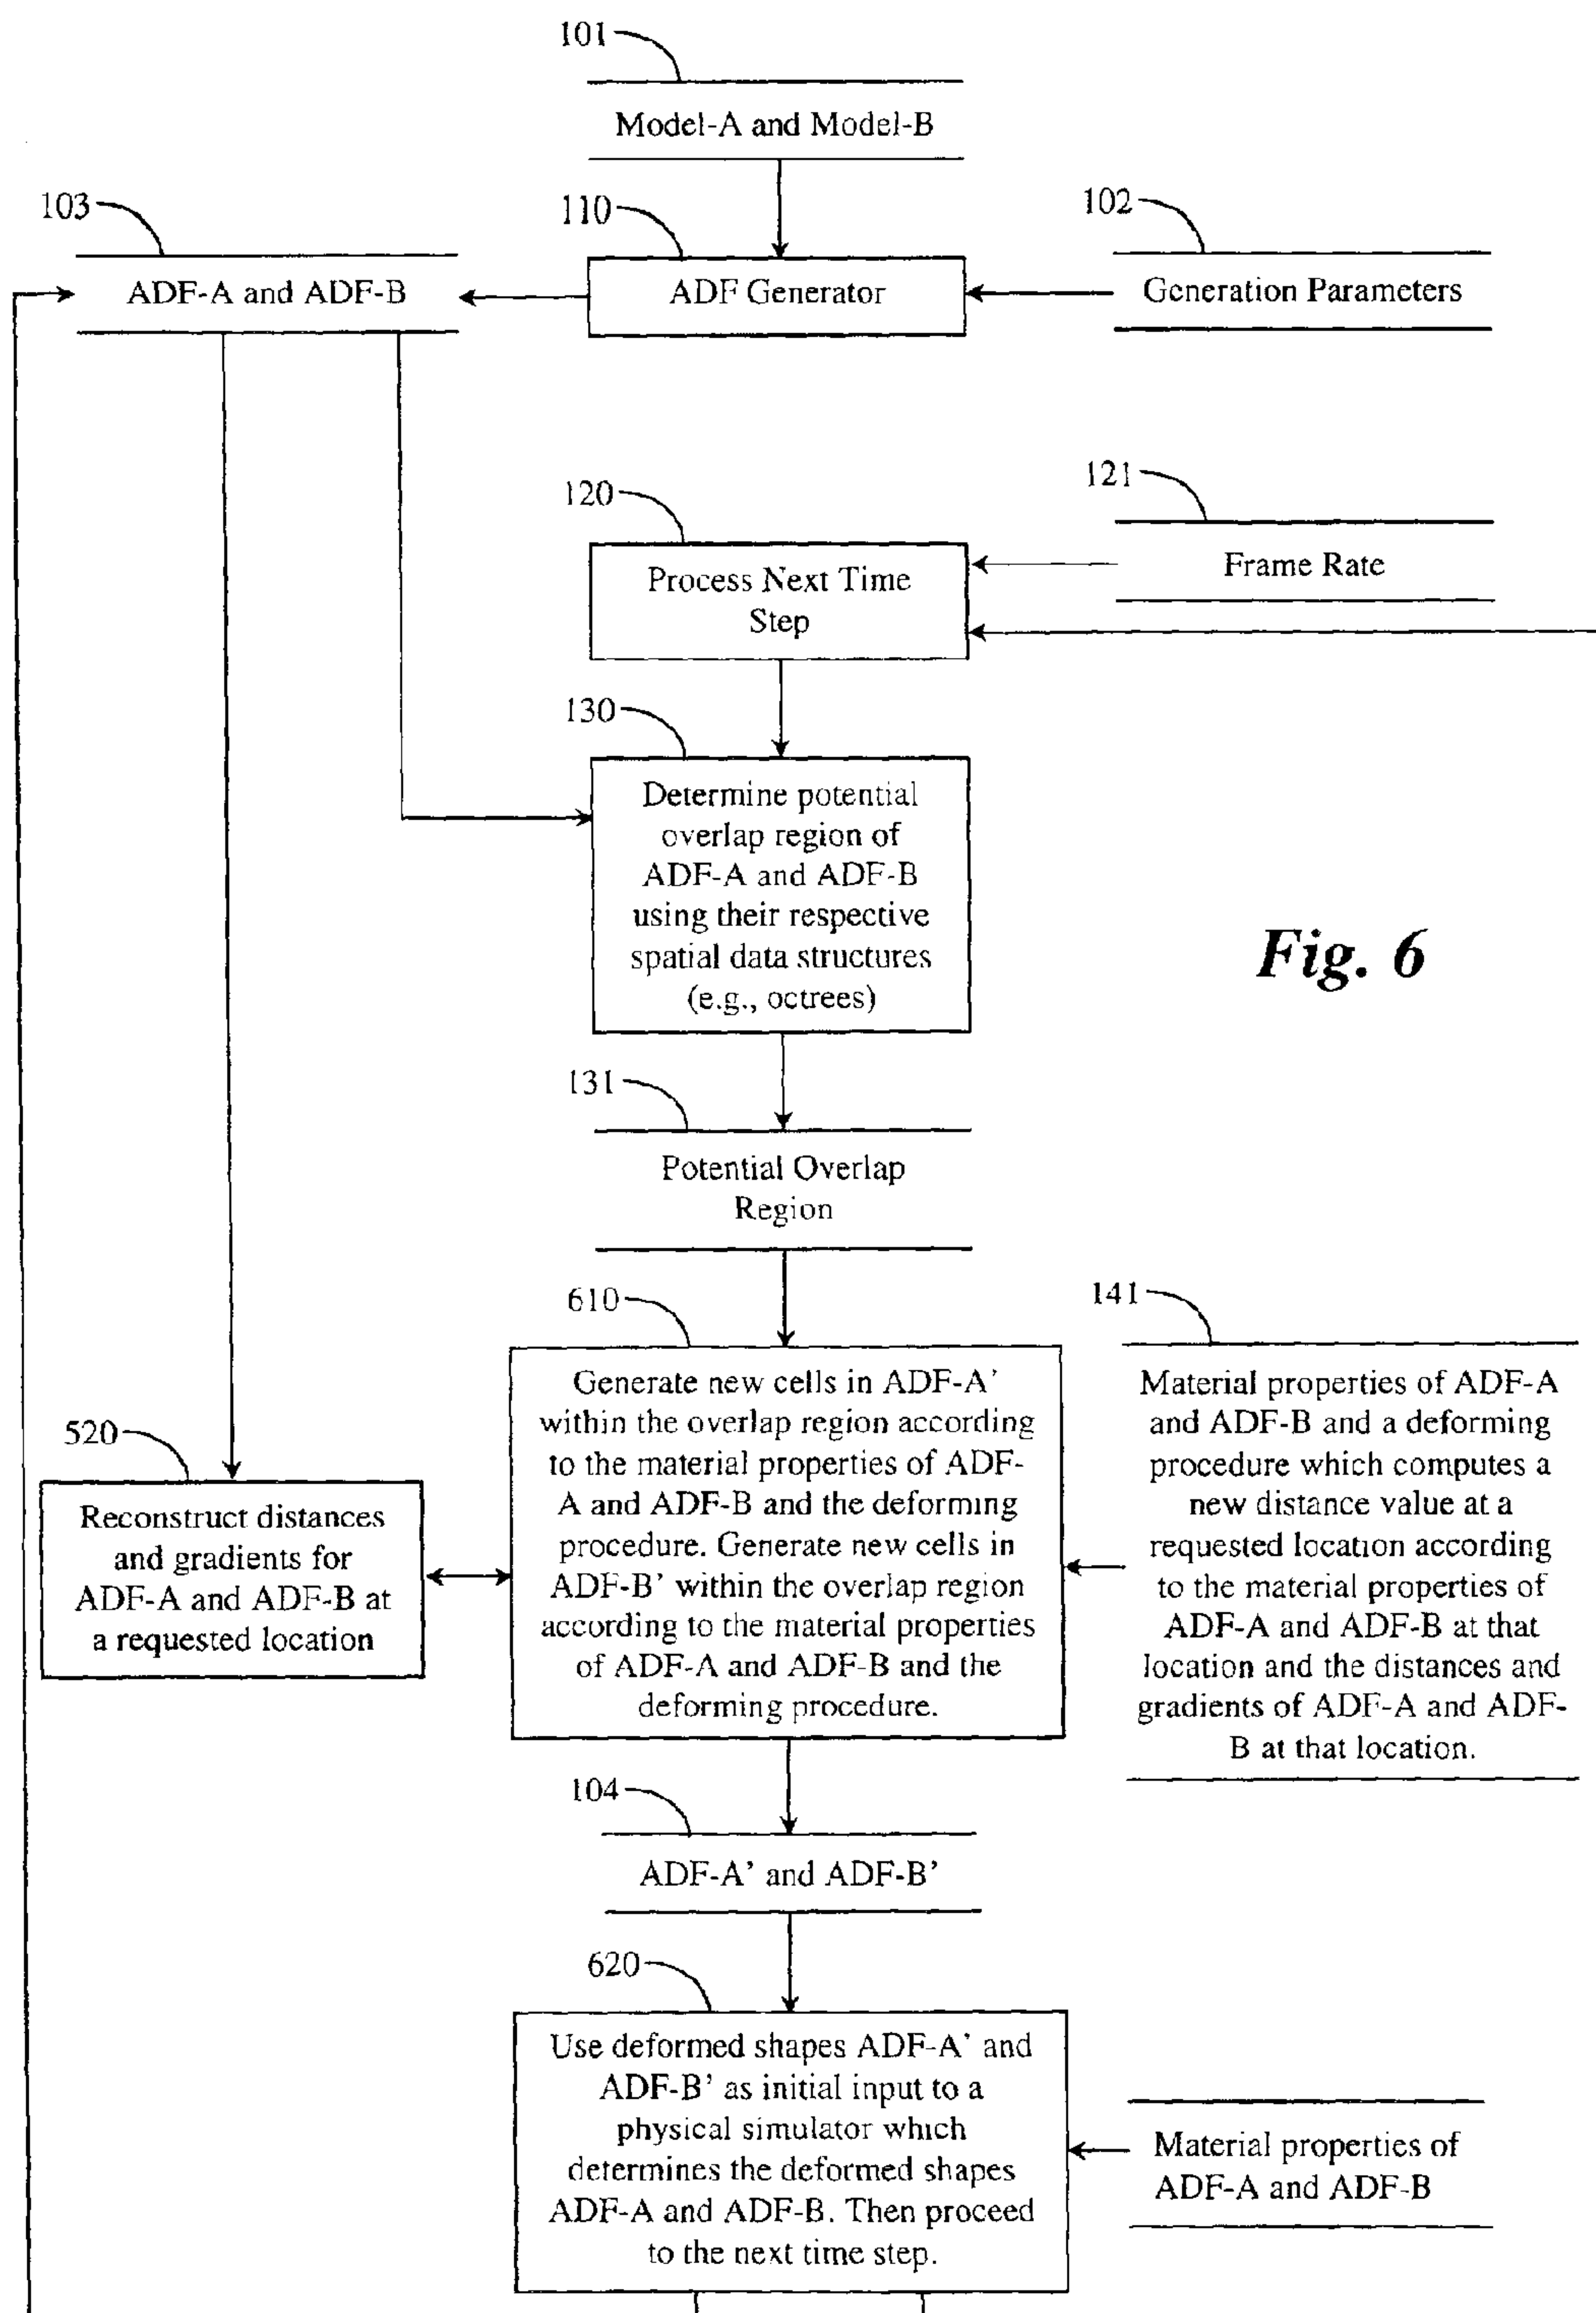 101
Model-A and Model-B
103
110
102
ADF-A and ADF-B
ADF Generator
Generation Parameters
120
121
Process Next Time
Step
Frame Rate
130
Determine potential
overlap region of
ADF-A and ADF-B
using their respective
spatial data structures
(e.g., octrees)
Fig. 6
131
Potential Overlap
Region
610
141
Generate new cells in ADF-A'
within the overlap region according
to the material properties of ADF-
A and ADF-B and the deforming
procedure. Generate new cells in
ADF-B' within the overlap region
according to the material properties
of ADF-A and ADF-B and the
deforming procedure.
Material properties of ADF-A
and ADF-B and a deforming
procedure which computes a
new distance value at a
requested location according
to the material properties of
ADF-A and ADF-B at that
location and the distances and
gradients of ADF-A and ADF-
B at that location.
520
Reconstruct distances
and gradients for
ADF-A and ADF-B at
a requested location
104
ADF-A' and ADF-B'
620
Use deformed shapes ADF-A' and
ADF-B' as initial input to a
physical simulator which
determines the deformed shapes
ADF-A and ADF-B. Then proceed
to the next time step.
Material properties of
ADF-A and ADF-B